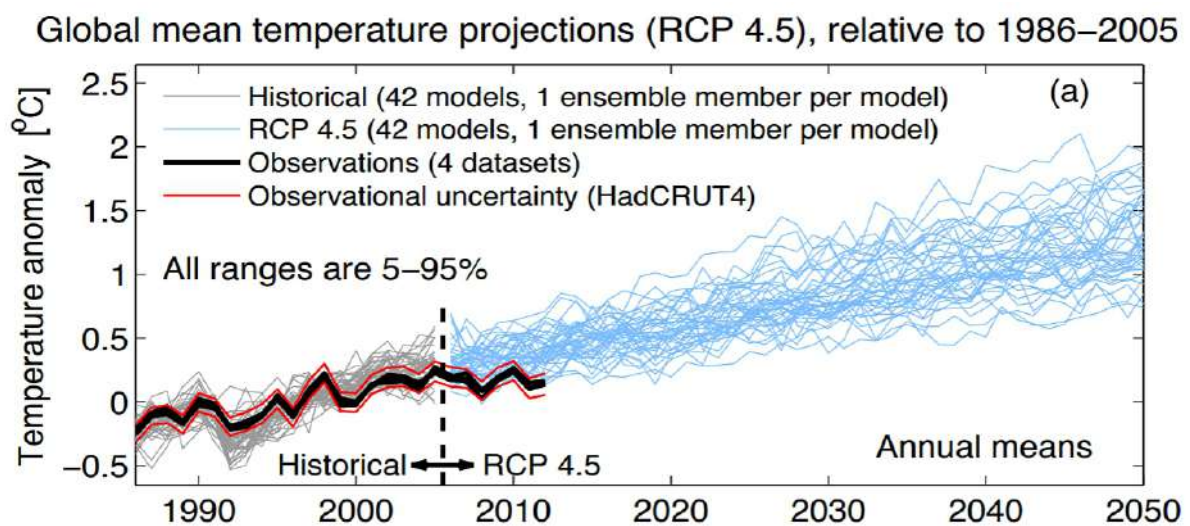 Global mean temperature projections (RCP 4.5), relative to 1986–2005
Temperature anomaly [ºC]
2.5
2
1.5
1
0.5
0
−0.5
(a)
Historical (42 models, 1 ensemble member per model)
RCP 4.5 (42 models, 1 ensemble member per model)
Observations (4 datasets)
Observational uncertainty (HadCRUT4)
All ranges are 5–95%
Historical RCP 4.5
Annual means
1990 2000 2010 2020 2030 2040 2050